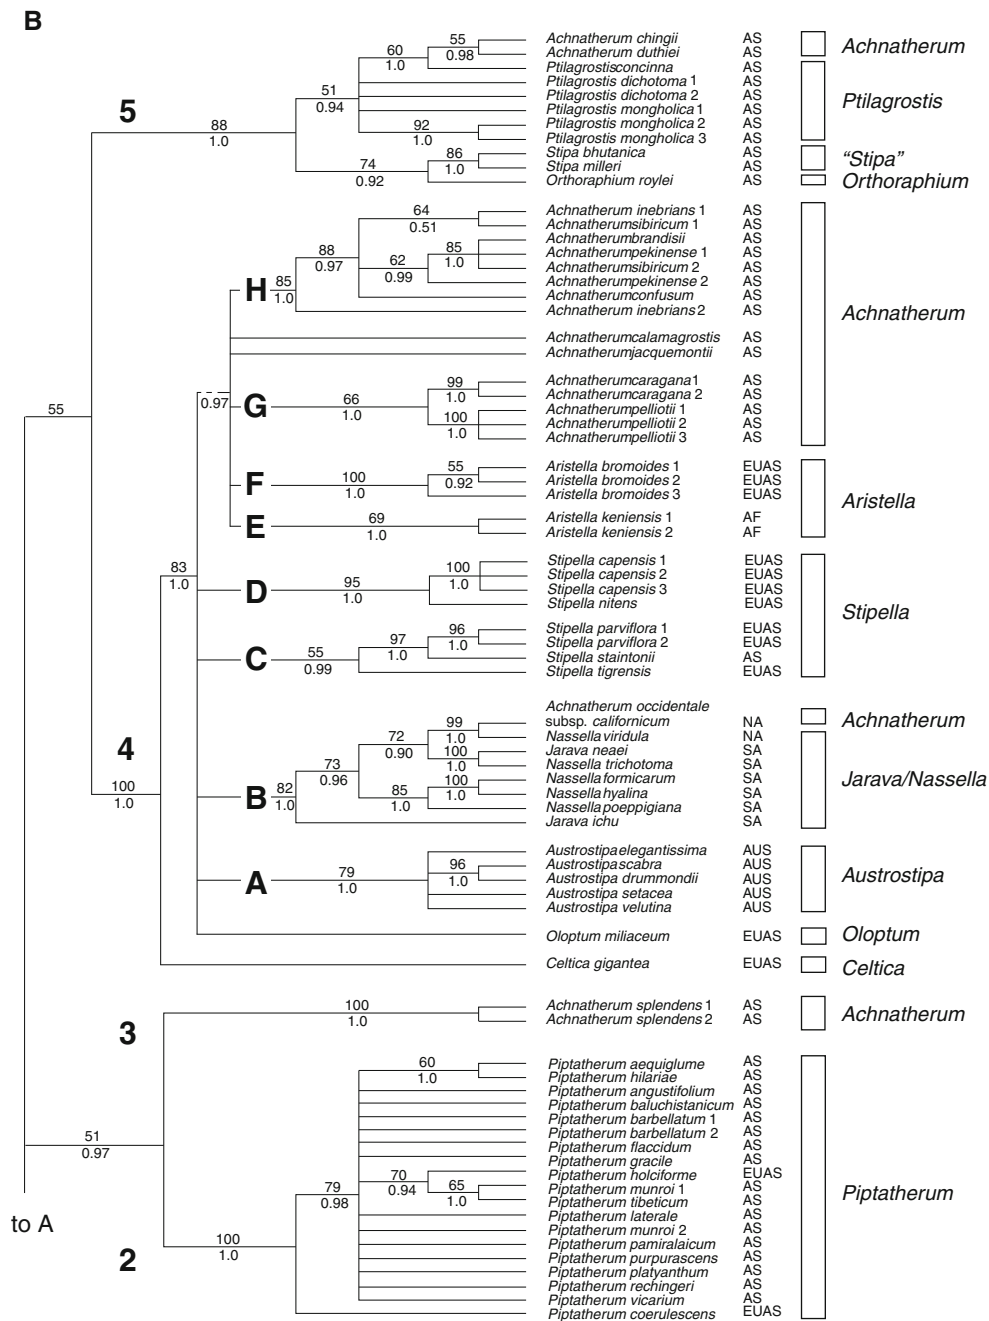 B
55 Achnatherum chingii AS
60 0.98 Achnatherum duthiei AS Achnatherum
1.0 Ptilagrostisconcinna AS
51 Ptilagrostis dichotoma 1 AS
0.94 Ptilagrostis dichotoma 2 AS Ptilagrostis
5 Ptilagrostis mongholica 1 AS
88 92 Ptilagrostis mongholica 2 AS
1.0 1.0 Ptilagrostis mongholica 3 AS
86 Stipa bhutanica AS "Stipa"
74 1.0 Stipa milleri AS
0.92 Orthoraphium roylei AS Orthoraphium
64 Achnatherum inebrians 1 AS
0.51 Achnatherumsibiricum 1 AS
88 85 Achnatherumbrandisii AS
0.97 62 1.0 Achnatherumpekinense 1 AS
0.99 Achnatherumsibiricum 2 AS
H 85 Achnatherumpekinense 2 AS
1.0 Achnatherumconfusum AS
Achnatherum inebrians 2 AS Achnatherum
Achnatherumcalamagrostis AS
Achnatherumjacquemontii AS
99 Achnatherumcaragana 1 AS
0.97 66 1.0 Achnatherumcaragana 2 AS
G 1.0 Achnatherumpelliotii 1 AS
55 100 Achnatherumpelliotii 2 AS
1.0 Achnatherumpelliotii 3 AS
55 Aristella bromoides 1 EUAS
F 100 0.92 Aristella bromoides 2 EUAS
1.0 Aristella bromoides 3 EUAS Aristella
E 69 Aristella keniensis 1 AF
1.0 Aristella keniensis 2 AF
83 100 Stipella capensis 1 EUAS
1.0 1.0 Stipella capensis 2 EUAS
D 95 Stipella capensis 3 EUAS
1.0 Stipella nitens EUAS Stipella
96 Stipella parviflora 1 EUAS
97 1.0 Stipella parviflora 2 EUAS
C 55 1.0 Stipella staintonii AS
0.99 Stipella tigrensis EUAS
Achnatherum occidentale
99 subsp. californicum NA Achnatherum
72 1.0 Nassella viridula NA
0.90 100 Jarava neaei SA
4 73 1.0 Nassella trichotoma SA Jarava/Nassella
0.96 100 Nassella formicarum SA
100 B 82 85 1.0 Nassella hyalina SA
1.0 1.0 1.0 Nassella poeppigiana SA
Jarava ichu SA
Austrostipa elegantissima AUS
79 96 Austrostipa scabra AUS
A 1.0 1.0 Austrostipa drummondii AUS Austrostipa
Austrostipa setacea AUS
Austrostipa velutina AUS
Oloptum miliaceum EUAS Oloptum
Celtica gigantea EUAS Celtica
3 100 Achnatherum splendens 1 AS
1.0 Achnatherum splendens 2 AS Achnatherum
60 Piptatherum aequiglume AS
1.0 Piptatherum hilariae AS
Piptatherum angustifolium AS
Piptatherum baluchistanicum AS
Piptatherum barbellatum 1 AS
51 Piptatherum barbellatum 2 AS
0.97 Piptatherum flaccidum AS
Piptatherum gracile AS
79 70 Piptatherum holciforme EUAS
0.98 0.94 65 Piptatherum munroi 1 AS Piptatherum
1.0 Piptatherum tibeticum AS
to A Piptatherum laterale AS
Piptatherum munroi 2 AS
100 Piptatherum pamiralaicum AS
2 1.0 Piptatherum purpurascens AS
Piptatherum platyanthum AS
Piptatherum rechingeri AS
Piptatherum vicarium AS
Piptatherum coerulescens EUAS